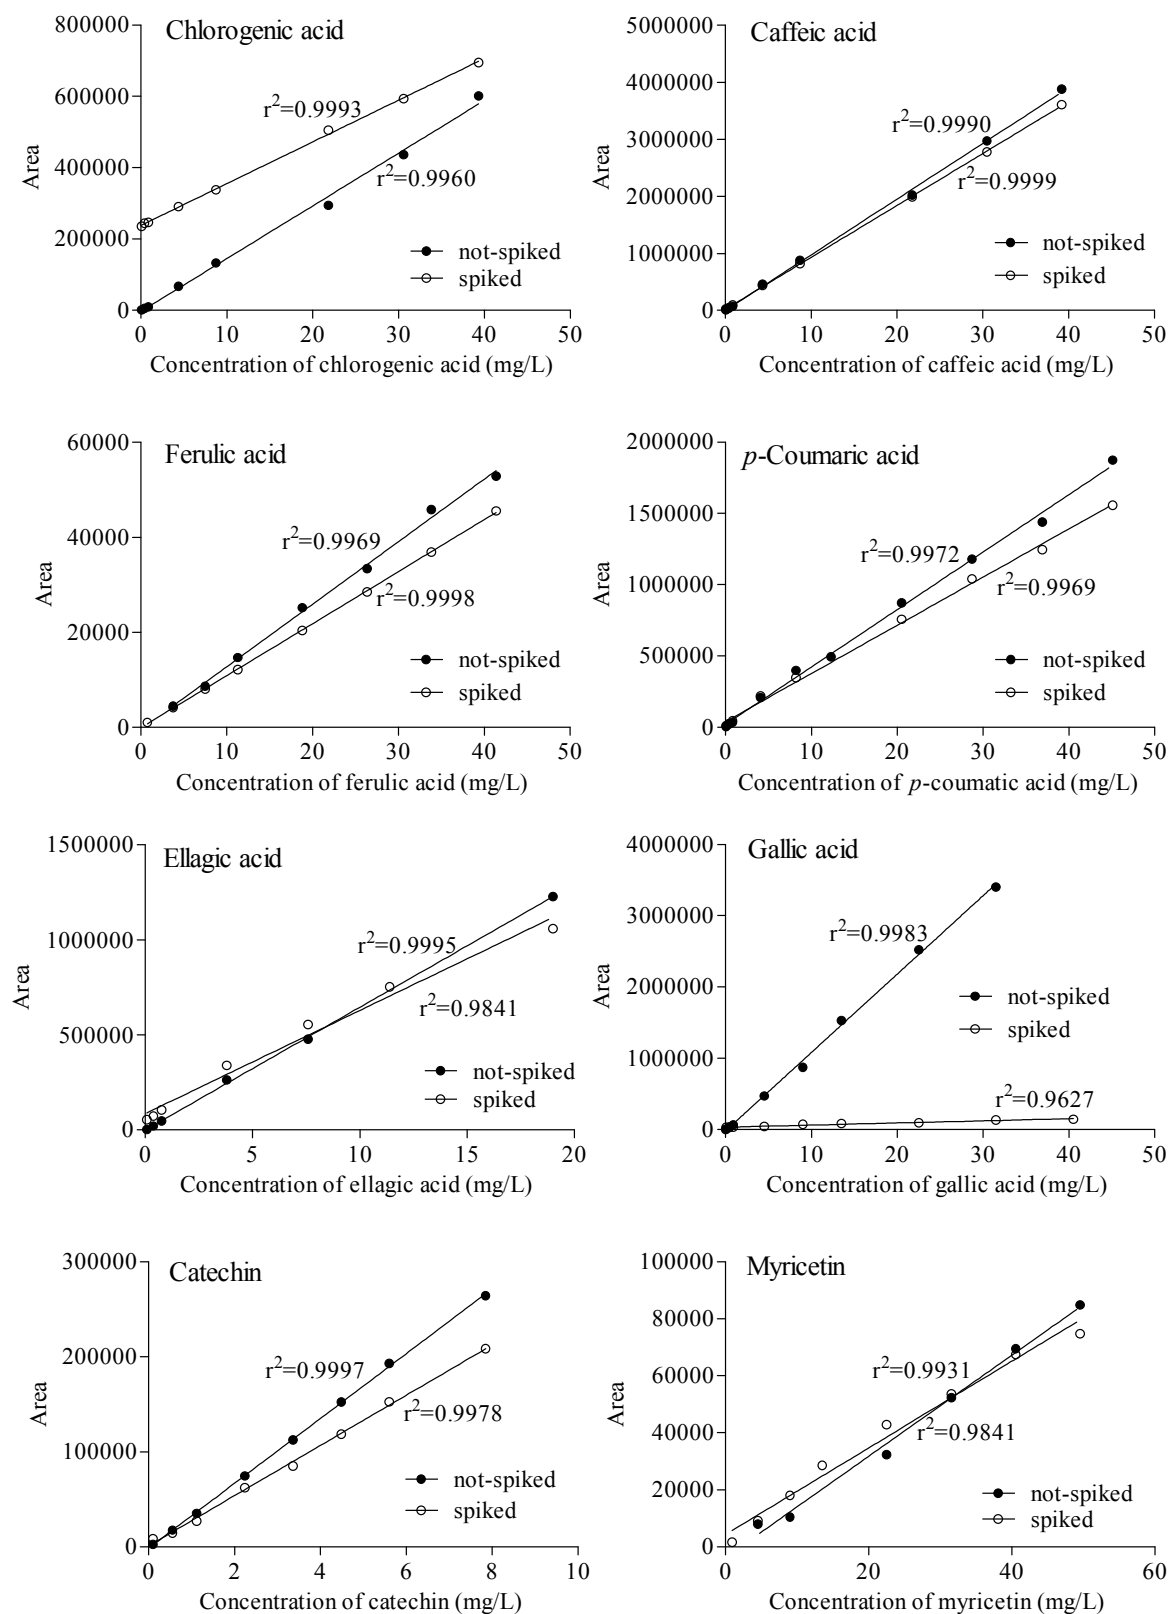 Chlorogenic acid
800000
600000
400000
200000
0
Area
r2=0.9993
r2=0.9960
not-spiked
spiked
0 10 20 30 40 50
Concentration of chlorogenic acid (mg/L)
Caffeic acid
5000000
4000000
3000000
2000000
1000000
0
Area
r2=0.9990
r2=0.9999
not-spiked
spiked
0 10 20 30 40 50
Concentration of caffeic acid (mg/L)
Ferulic acid
60000
40000
20000
0
Area
r2=0.9969
r2=0.9998
not-spiked
spiked
0 10 20 30 40 50
Concentration of ferulic acid (mg/L)
p-Coumaric acid
2000000
1500000
1000000
500000
0
Area
r2=0.9972
r2=0.9969
not-spiked
spiked
0 10 20 30 40 50
Concentration of p-coumatic acid (mg/L)
Ellagic acid
1500000
1000000
500000
0
Area
r2=0.9995
r2=0.9841
not-spiked
spiked
0 5 10 15 20
Concentration of ellagic acid (mg/L)
Gallic acid
4000000
3000000
2000000
1000000
0
Area
r2=0.9983
not-spiked
spiked
r2=0.9627
0 10 20 30 40 50
Concentration of gallic acid (mg/L)
Catechin
300000
200000
100000
0
Area
r2=0.9997
r2=0.9978
not-spiked
spiked
0 2 4 6 8 10
Concentration of catechin (mg/L)
Myricetin
100000
80000
60000
40000
20000
0
Area
r2=0.9931
r2=0.9841
not-spiked
spiked
0 20 40 60
Concentration of myricetin (mg/L)